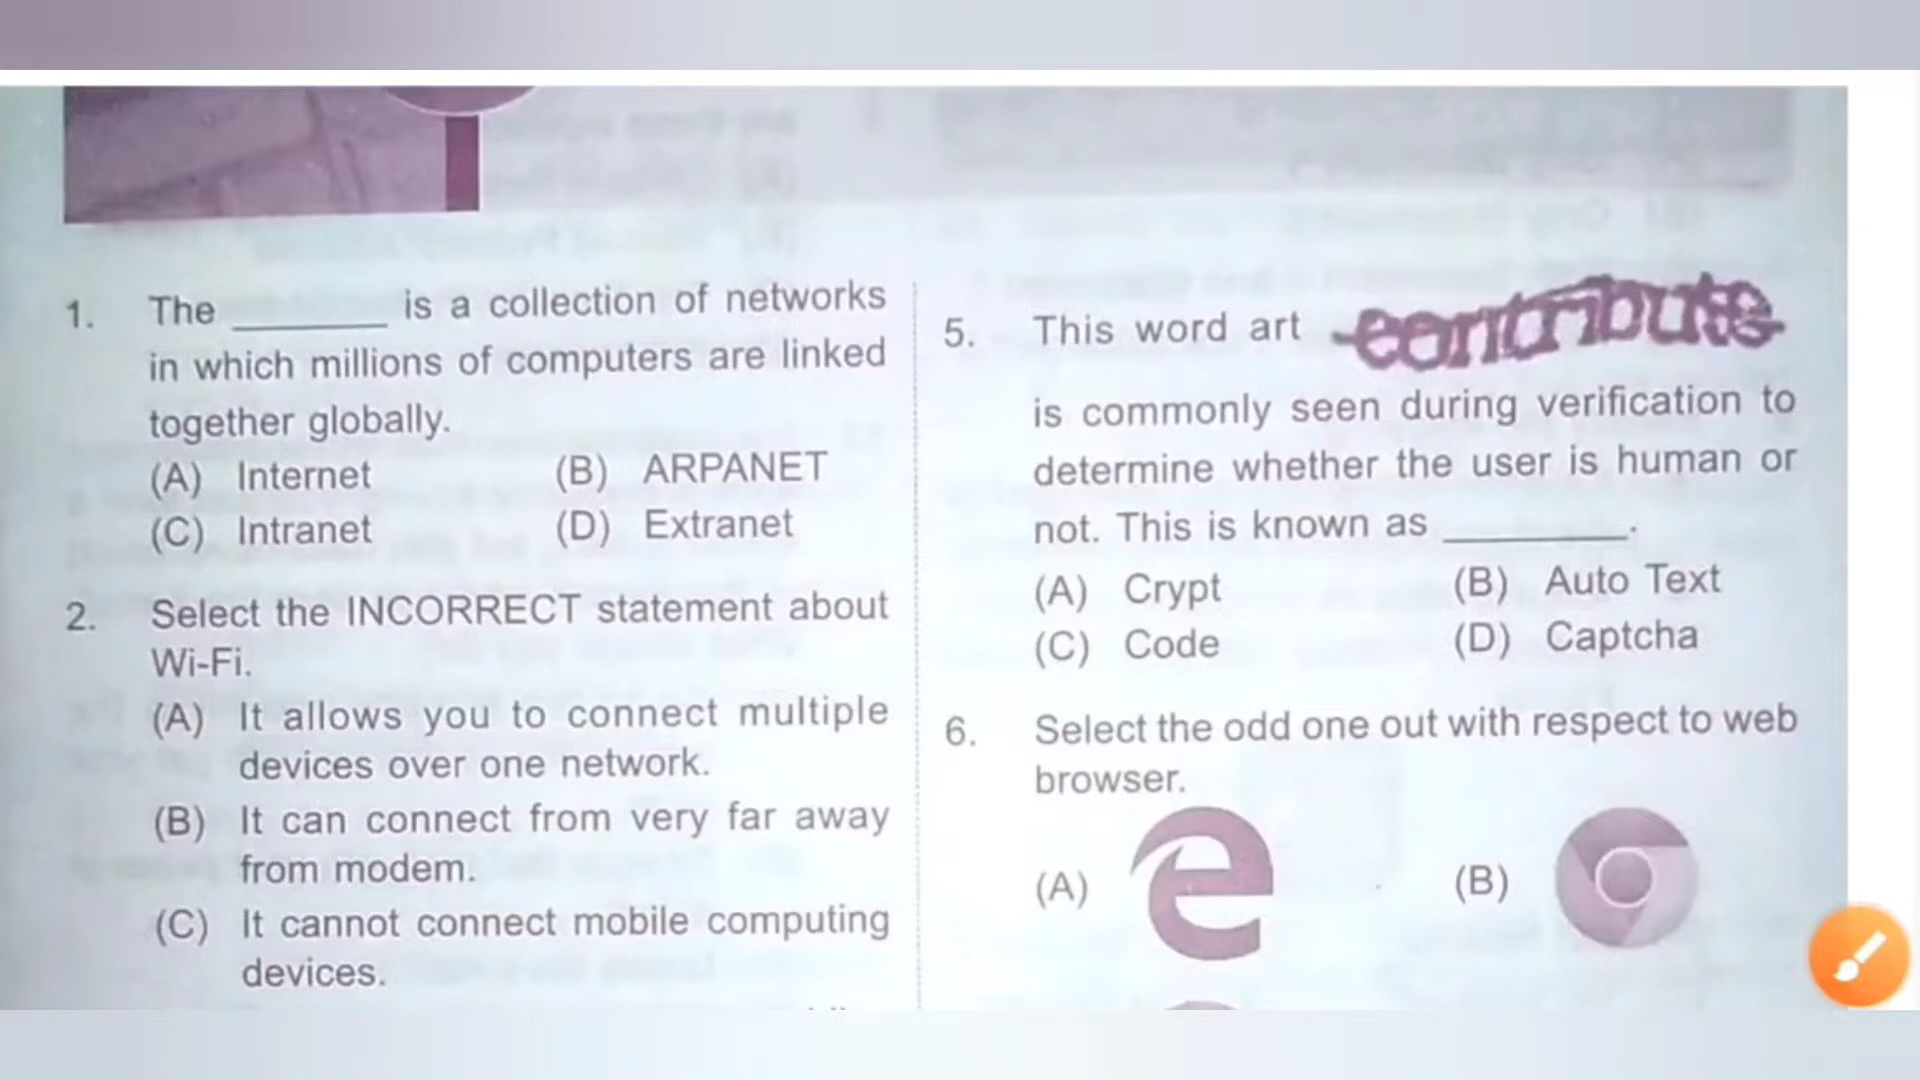 1. The ________ is a collection of networks
in which millions of computers are linked
together globally.
(A) Internet (B) ARPANET
(C) Intranet (D) Extranet
2. Select the INCORRECT statement about
Wi-Fi.
(A) It allows you to connect multiple
devices over one network.
(B) It can connect from very far away
from modem.
(C) It cannot connect mobile computing
devices.
5. This word art contribute
is commonly seen during verification to
determine whether the user is human or
not. This is known as _________.
(A) Crypt (B) Auto Text
(C) Code (D) Captcha
6. Select the odd one out with respect to web
browser.
(A) (B)